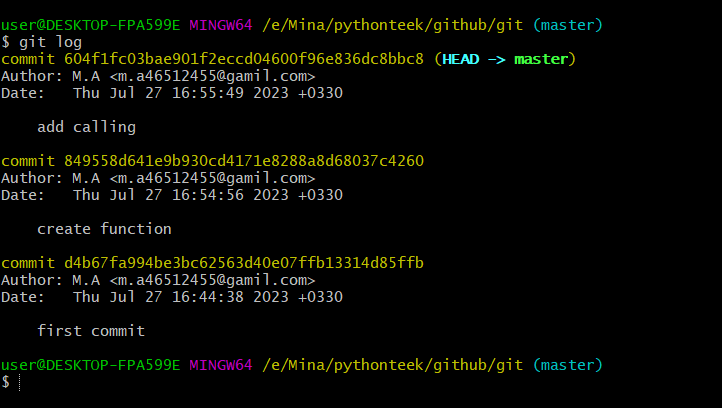 user@DESKTOP-FPA599E MINGW64 /e/Mina/pythonteek/github/git (master)
$ git log
commit 604f1fc03bae901f2eccd04600f96e836dc8bbc8 (HEAD -> master)
Author: M.A <m.a46512455@gamil.com>
Date:   Thu Jul 27 16:55:49 2023 +0330
    add calling
commit 849558d641e9b930cd4171e8288a8d68037c4260
Author: M.A <m.a46512455@gamil.com>
Date:   Thu Jul 27 16:54:56 2023 +0330
    create function
commit d4b67fa994be3bc62563d40e07ffb13314d85ffb
Author: M.A <m.a46512455@gamil.com>
Date:   Thu Jul 27 16:44:38 2023 +0330
    first commit
user@DESKTOP-FPA599E MINGW64 /e/Mina/pythonteek/github/git (master)
$